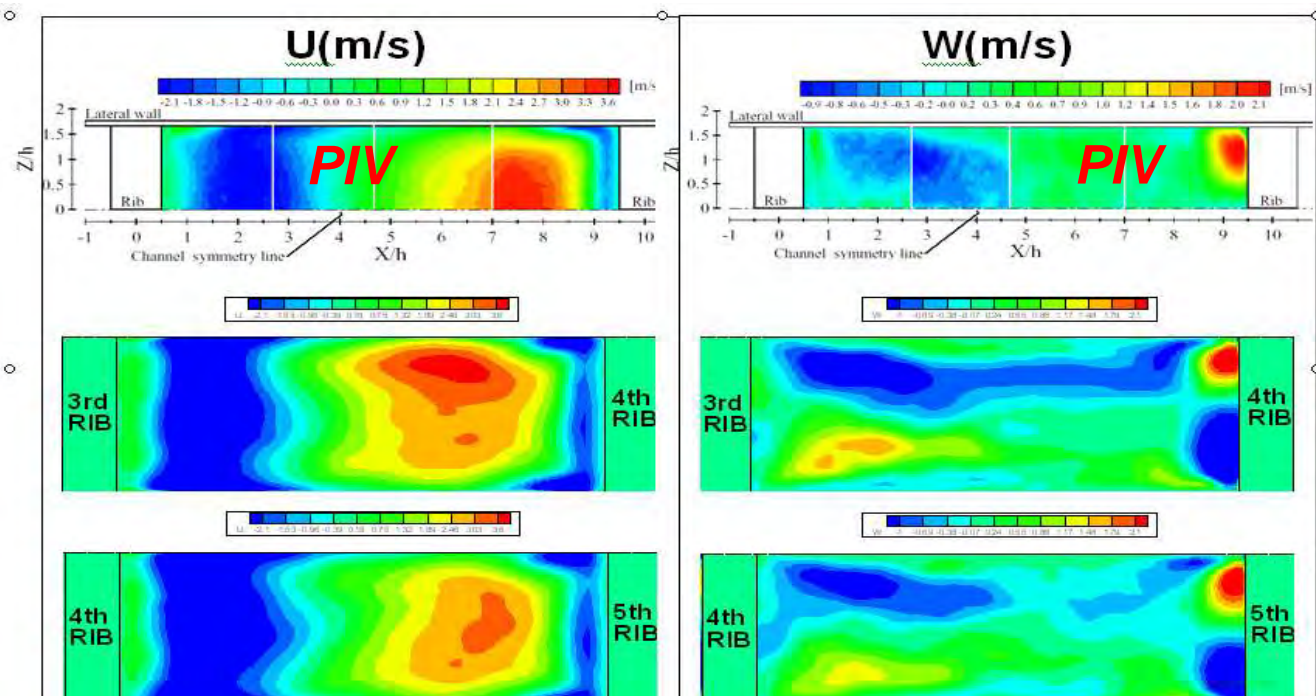 U(m/s)
-2.1 -1.8 -1.5 -1.2 -0.9 -0.6 -0.3 0.0 0.3 0.6 0.9 1.2 1.5 1.8 2.1 2.4 2.7 3.0 3.3 3.6 [m/s
Lateral wall
2
1.5
1
0.5
0
Z/h
PIV
Rib
Rib
-1 0 1 2 3 4 5 6 7 8 9 10
Channel symmetry line
X/h
U
3rd
RIB
4th
RIB
U
4th
RIB
5th
RIB
W(m/s)
-0.9 -0.8 -0.6 -0.5 -0.3 -0.2 -0.0 0.2 0.3 0.4 0.6 0.7 0.9 1.0 1.2 1.4 1.5 1.6 1.8 2.0 2.1 [m/s]
Lateral wall
2
1.5
1
0.5
0
Z/h
PIV
Rib
Rib
-1 0 1 2 3 4 5 6 7 8 9 10
Channel symmetry line
X/h
W
3rd
RIB
4th
RIB
W
4th
RIB
5th
RIB